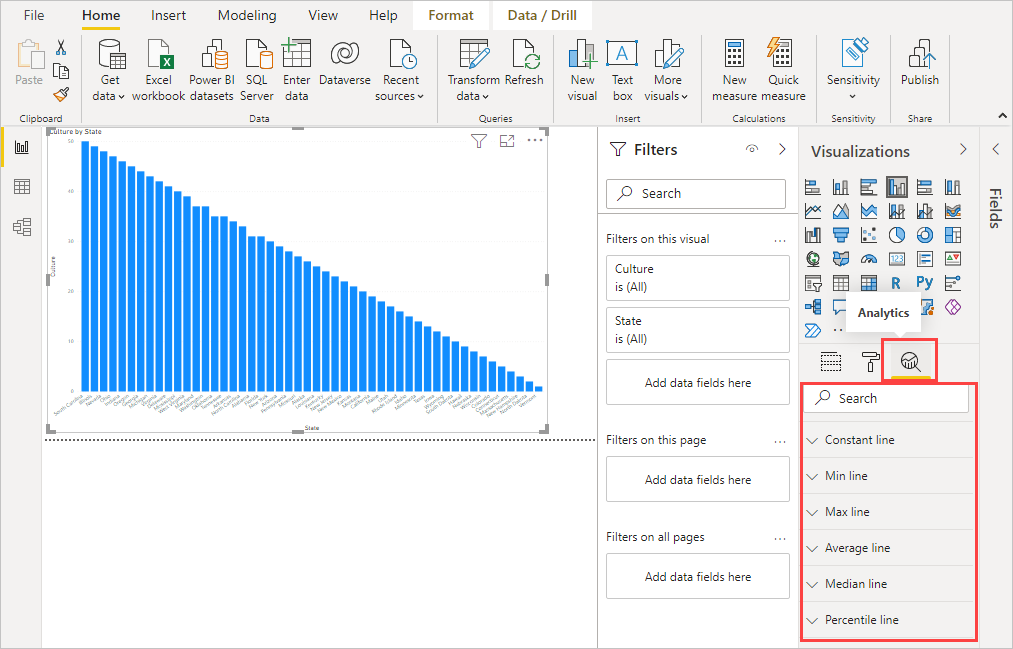 File Home Insert Modeling View Help Format Data / Drill
Paste
Get data
Excel workbook
Power BI datasets
SQL Server
Enter data
Dataverse
Recent sources
Transform data
Refresh
New visual
Text box
More visuals
New measure
Quick measure
Sensitivity
Publish
Clipboard Data Queries Insert Calculations Sensitivity Share
Culture by State
50
40
30
20
10
0
Culture
State
Filters
Search
Filters on this visual
Culture
is (All)
State
is (All)
Add data fields here
Filters on this page
Add data fields here
Filters on all pages
Add data fields here
Visualizations
123
R
Py
Analytics
Search
Constant line
Min line
Max line
Average line
Median line
Percentile line
Fields